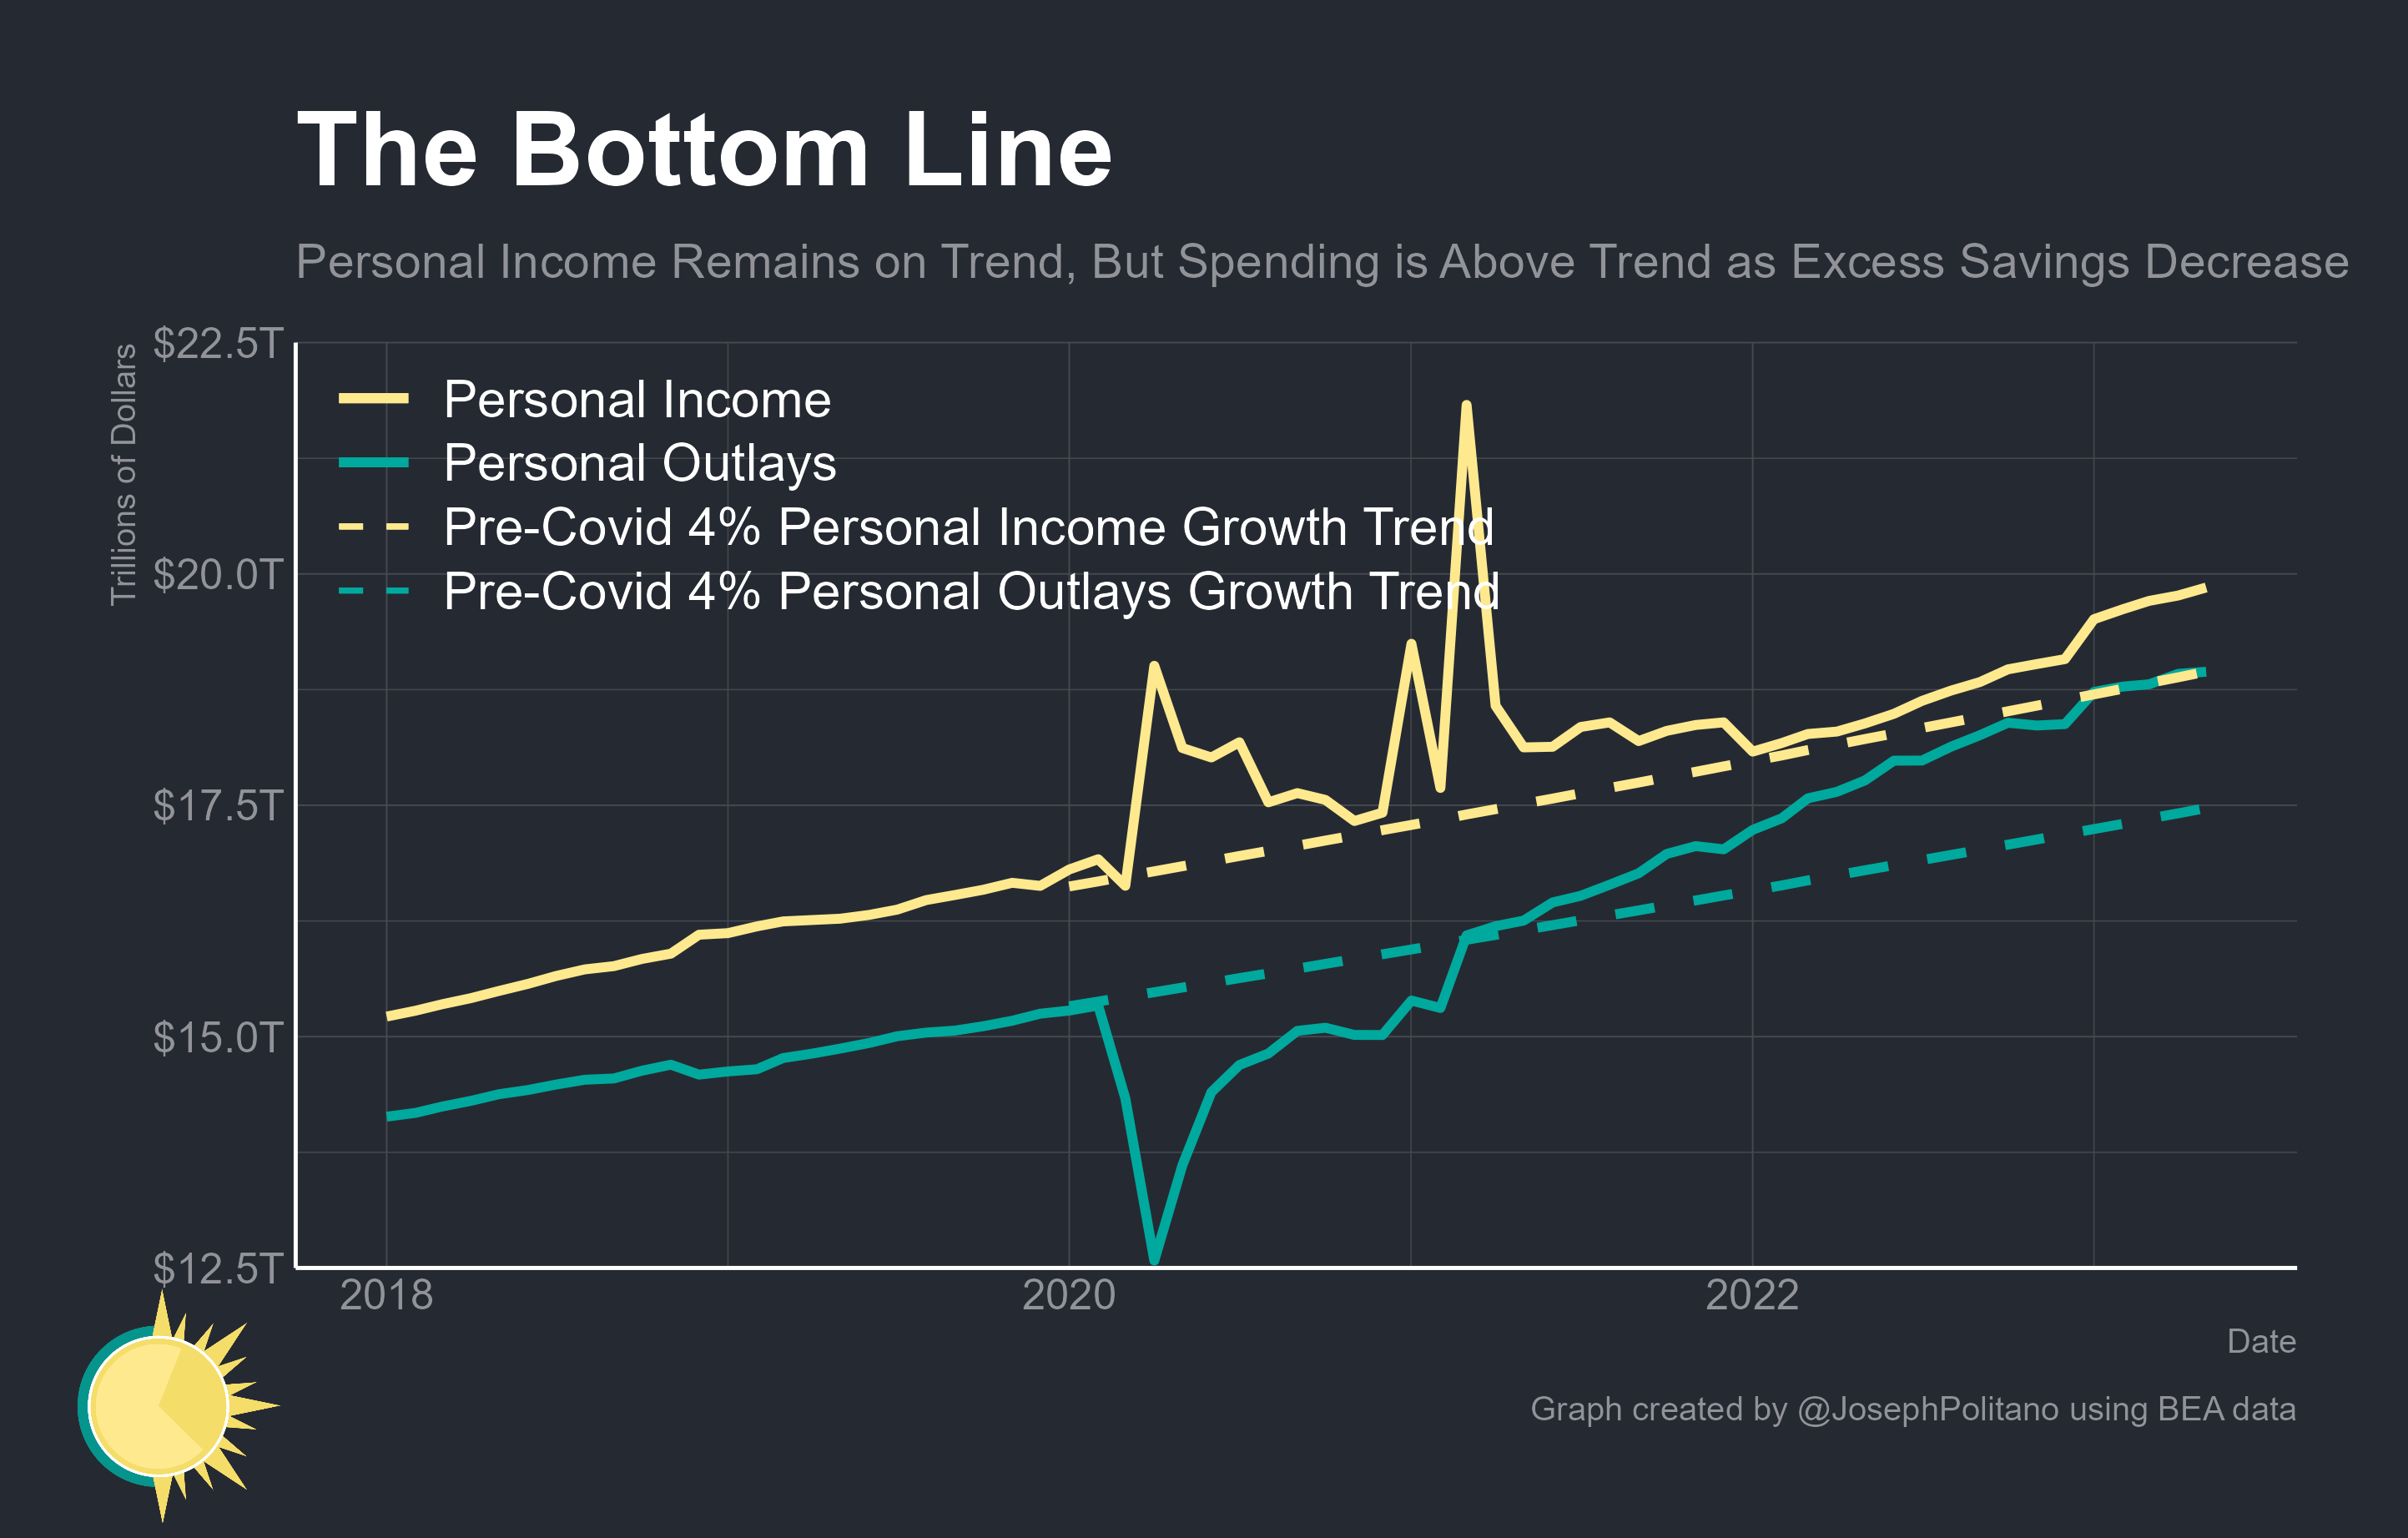 The Bottom Line
Personal Income Remains on Trend, But Spending is Above Trend as Excess Savings Decrease
Trillions of Dollars
$22.5T
$20.0T
$17.5T
$15.0T
$12.5T
Personal Income
Personal Outlays
Pre-Covid 4% Personal Income Growth Trend
Pre-Covid 4% Personal Outlays Growth Trend
2018
2020
2022
Date
Graph created by @JosephPolitano using BEA data